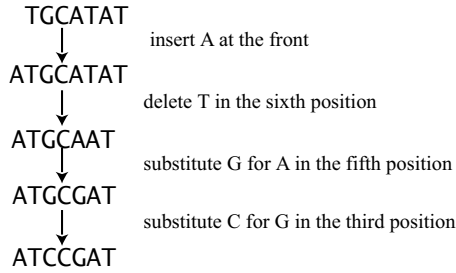 TGCATAT
insert A at the front
ATGCATAT
delete T in the sixth position
ATGCAAT
substitute G for A in the fifth position
ATGCGAT
substitute C for G in the third position
ATCCGAT